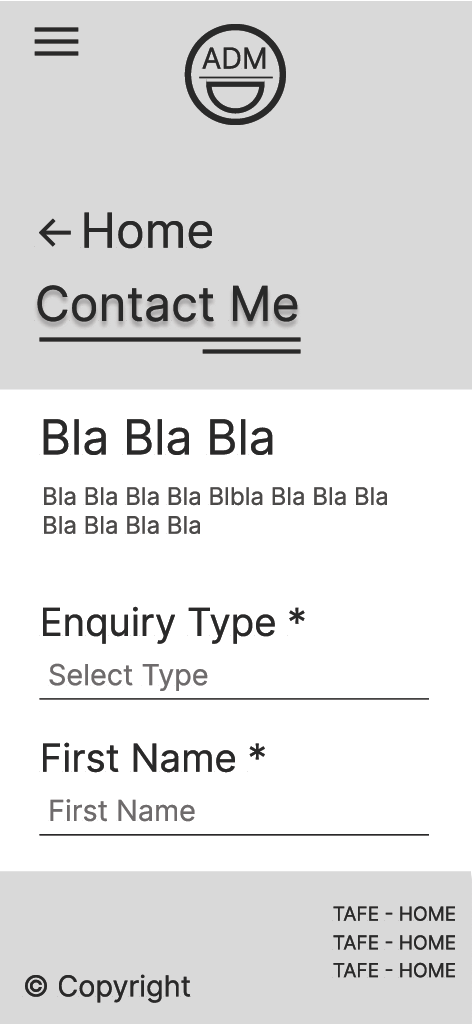 ADM
← Home
Contact Me
Bla Bla Bla
Bla Bla Bla Bla Blbla Bla Bla Bla
Bla Bla Bla Bla
Enquiry Type *
Select Type
First Name *
First Name
TAFE - HOME
TAFE - HOME
TAFE - HOME
© Copyright